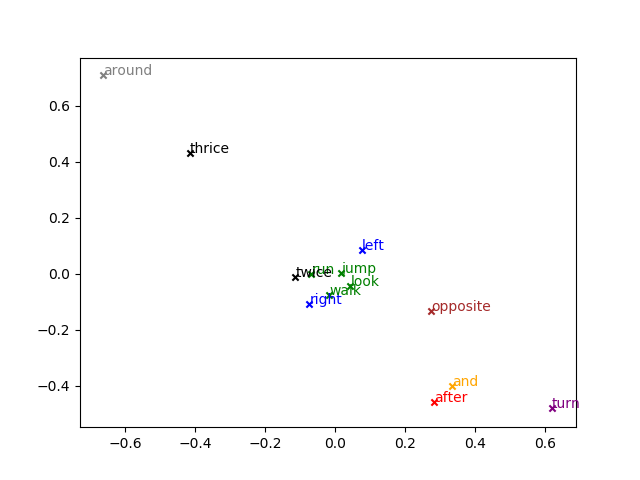 around
0.6
thrice
0.4
0.2
left
twice
run
jump
0.0
look
walk
right
opposite
−0.2
and
−0.4
after
turn
−0.6
−0.4
−0.2
0.0
0.2
0.4
0.6